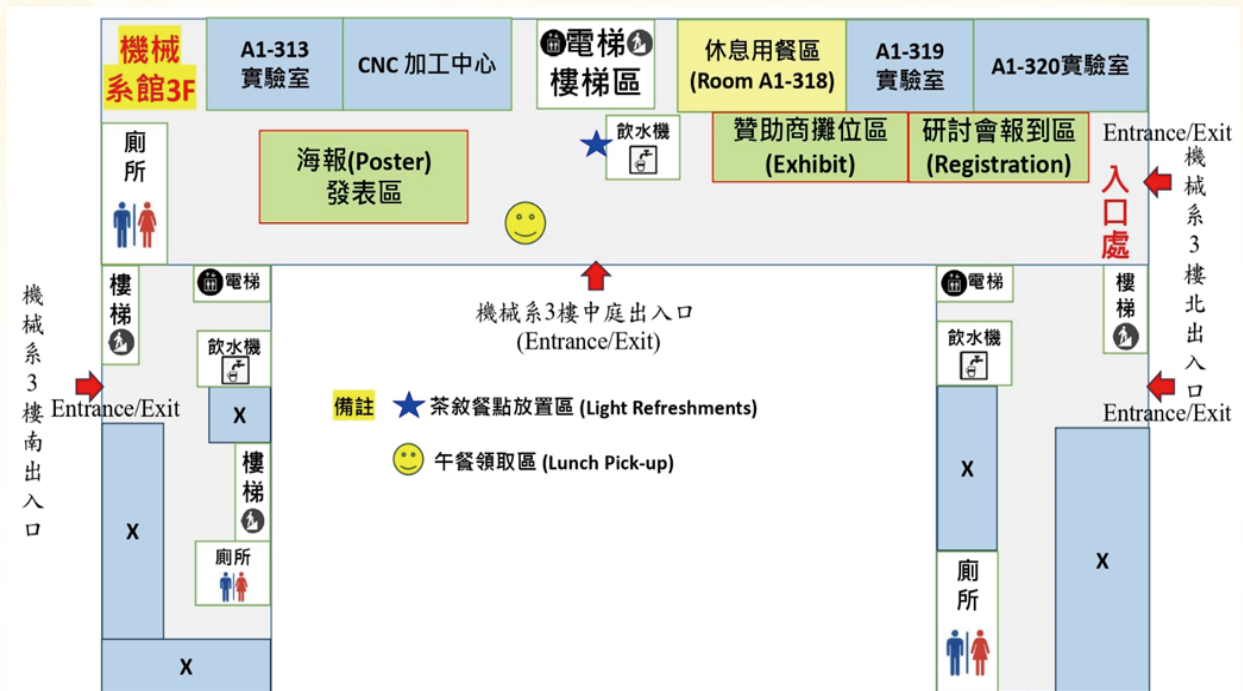 機械
系館3F
A1-313
實驗室
CNC 加工中心
電梯
樓梯區
休息用餐區
(Room A1-318)
A1-319
實驗室
A1-320實驗室
廁
所
海報(Poster)
發表區
飲水機
贊助商攤位區
(Exhibit)
研討會報到區
(Registration)
Entrance/Exit
入
口
處
機
械
系
3
樓
北
出
入
口
Entrance/Exit
機械系3樓中庭出入口
(Entrance/Exit)
機
械
系
3
樓
南
出
入
口
Entrance/Exit
樓
梯
電梯
飲水機
X
樓
梯
廁所
X
X
備註
茶敘餐點放置區 (Light Refreshments)
午餐領取區 (Lunch Pick-up)
電梯
樓
梯
飲水機
X
廁
所
X